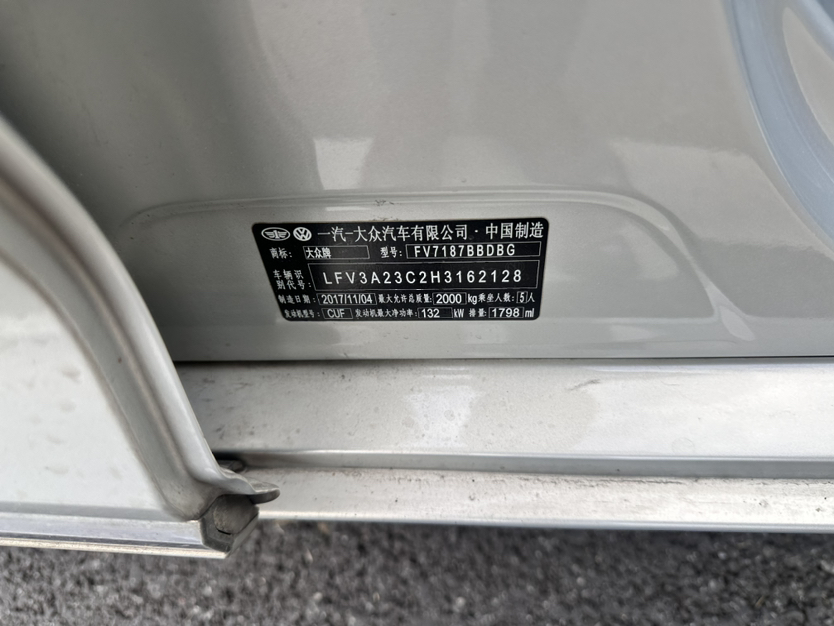 一汽-大众汽车有限公司·中国制造
商标: 大众牌 型号: FV7187BBDBG
车辆识别代号: LFV3A23C2H3162128
制造日期: 2017/11/04 最大允许总质量: 2000 kg 乘坐人数: 5 人
发动机型号: CUF 发动机最大净功率: 132 kW 排量: 1798 ml